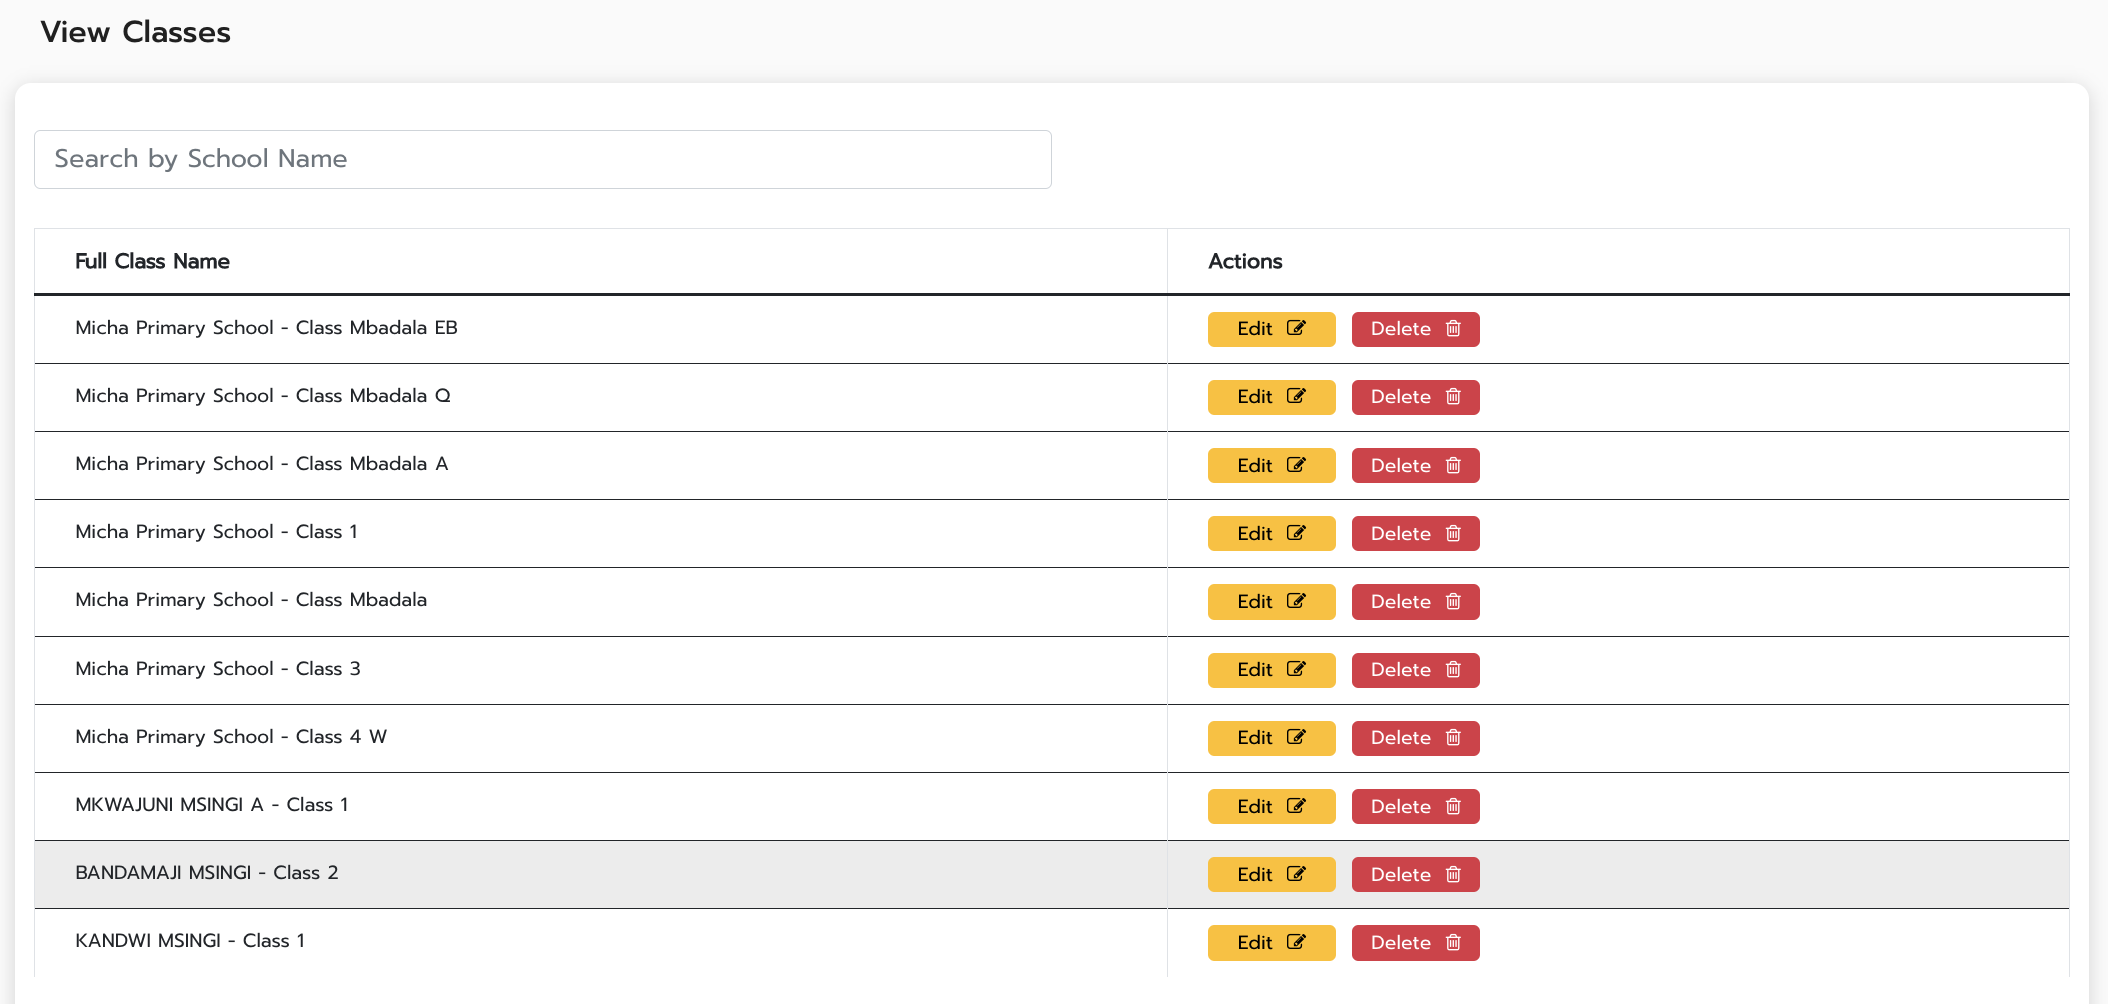 View Classes
Search by School Name
Full Class Name Actions
Micha Primary School - Class Mbadala EB Edit Delete
Micha Primary School - Class Mbadala Q Edit Delete
Micha Primary School - Class Mbadala A Edit Delete
Micha Primary School - Class 1 Edit Delete
Micha Primary School - Class Mbadala Edit Delete
Micha Primary School - Class 3 Edit Delete
Micha Primary School - Class 4 W Edit Delete
MKWAJUNI MSINGI A - Class 1 Edit Delete
BANDAMAJI MSINGI - Class 2 Edit Delete
KANDWI MSINGI - Class 1 Edit Delete